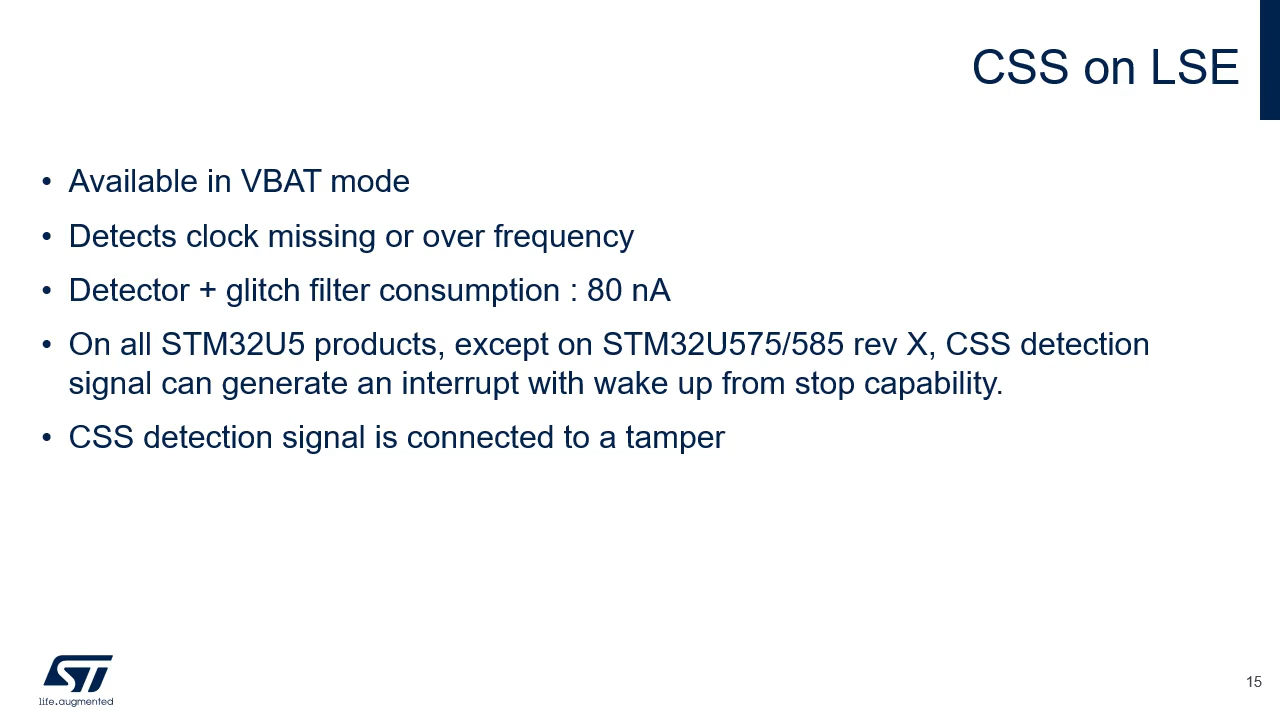 CSS on LSE
• Available in VBAT mode
• Detects clock missing or over frequency
• Detector + glitch filter consumption : 80 nA
• On all STM32U5 products, except on STM32U575/585 rev X, CSS detection
signal can generate an interrupt with wake up from stop capability.
• CSS detection signal is connected to a tamper
ST
life.augmented
15